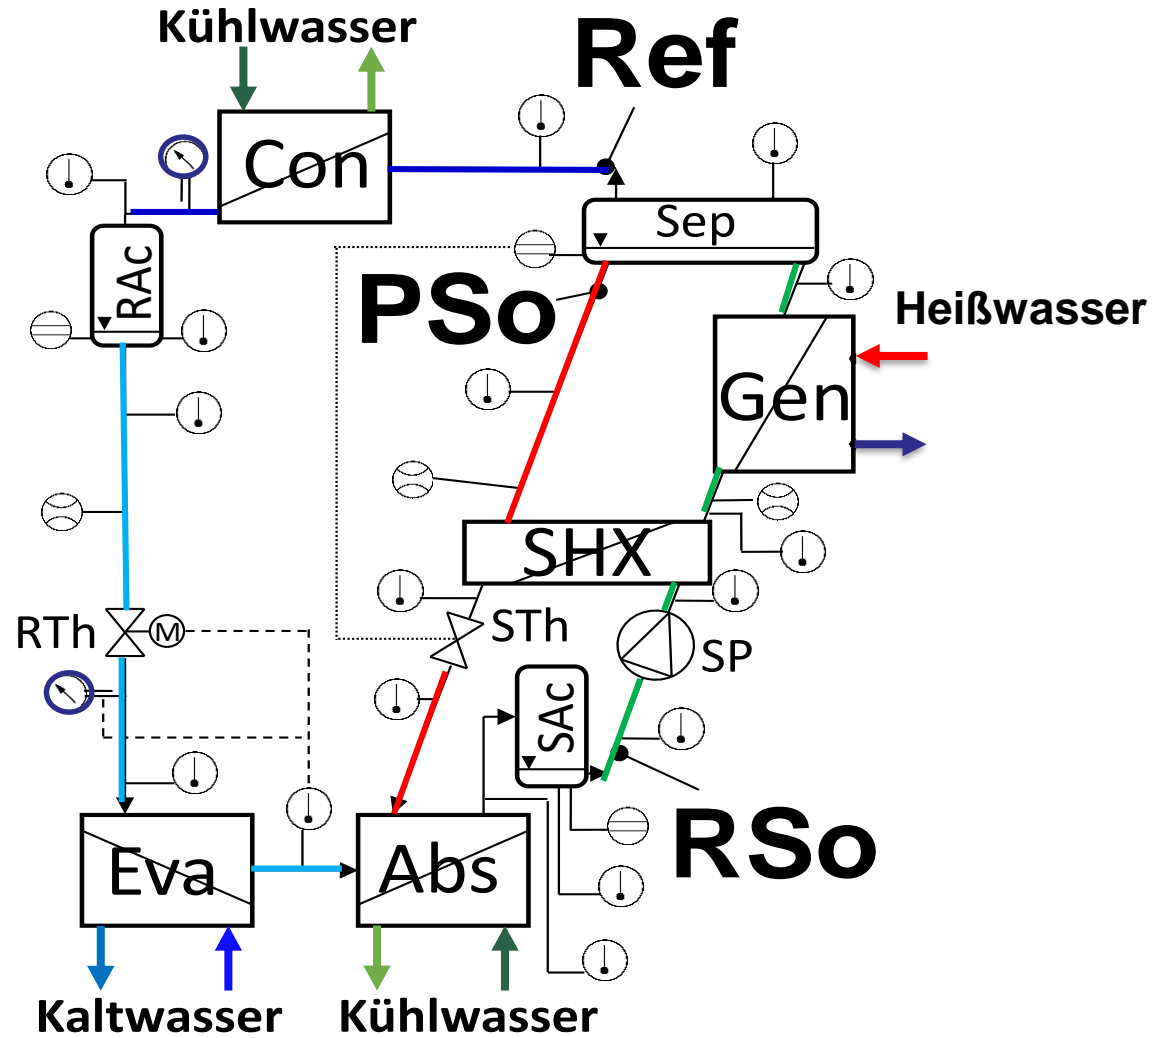 Kühlwasser
Ref
Con
Sep
RAc
PSo
Heißwasser
Gen
SHX
RTh
M
STh
SP
SAc
RSo
Eva
Abs
Kaltwasser
Kühlwasser